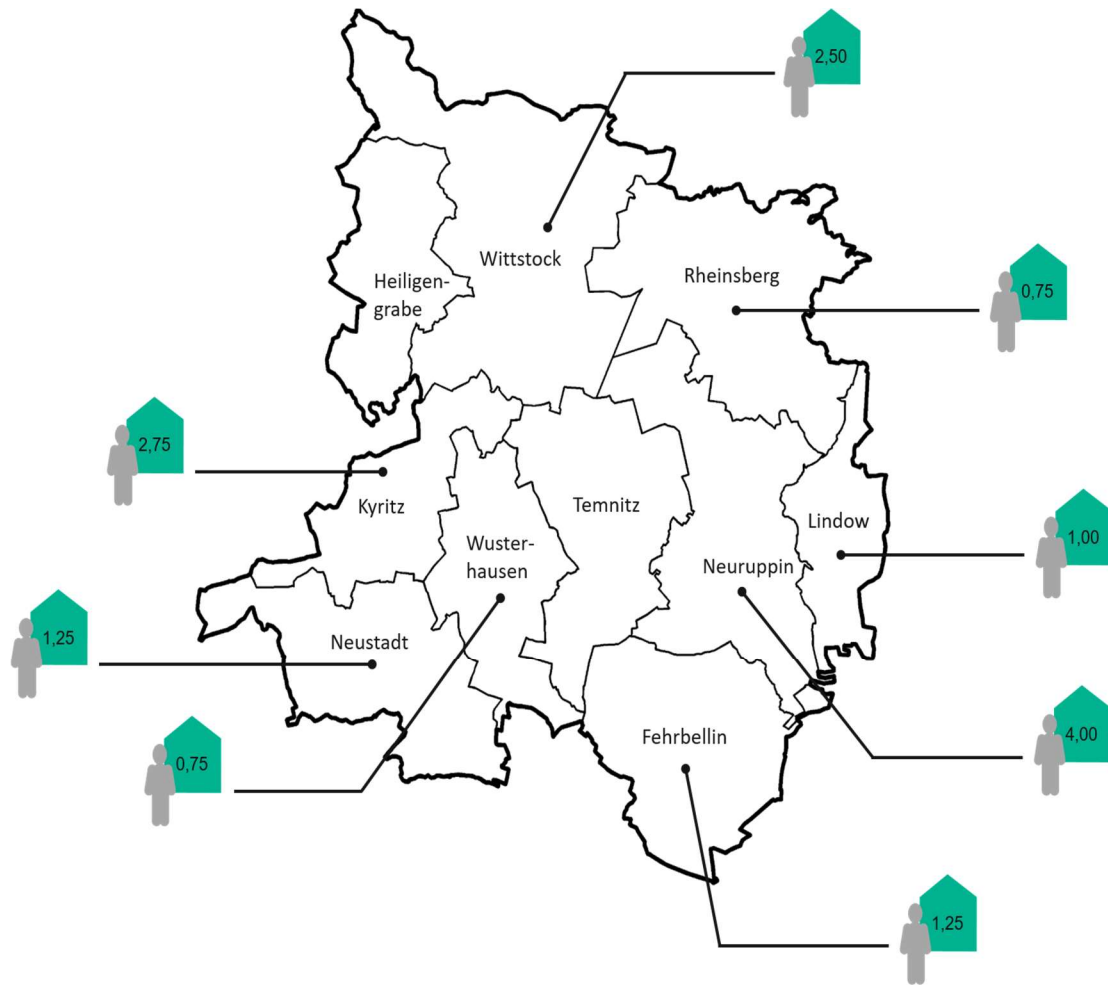 2,50
Wittstock
Heiligen-
grabe
Rheinsberg
0,75
2,75
Kyritz
Temnitz
Lindow
1,00
Wuster-
hausen
Neuruppin
1,25
Neustadt
0,75
Fehrbellin
4,00
1,25